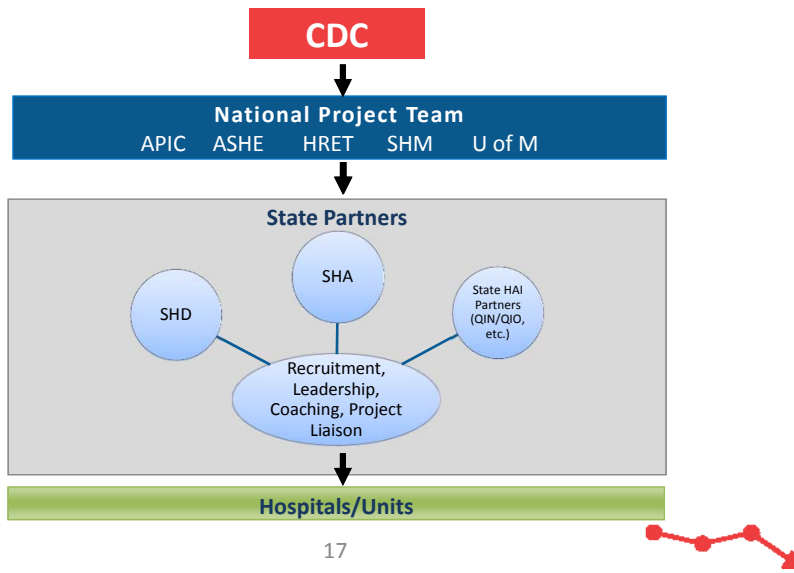 CDC
National Project Team
APIC ASHE HRET SHM U of M
State Partners
SHA
SHD
State HAI
Partners
(QIN/QIO,
etc.)
Recruitment,
Leadership,
Coaching, Project
Liaison
Hospitals/Units
17